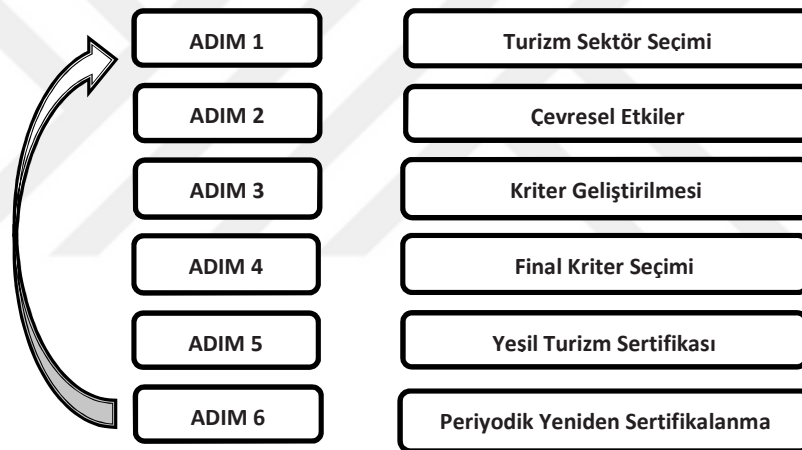 ADIM 1 Turizm Sektör Seçimi
ADIM 2 Çevresel Etkiler
ADIM 3 Kriter Geliştirilmesi
ADIM 4 Final Kriter Seçimi
ADIM 5 Yeşil Turizm Sertifikası
ADIM 6 Periyodik Yeniden Sertifikalanma